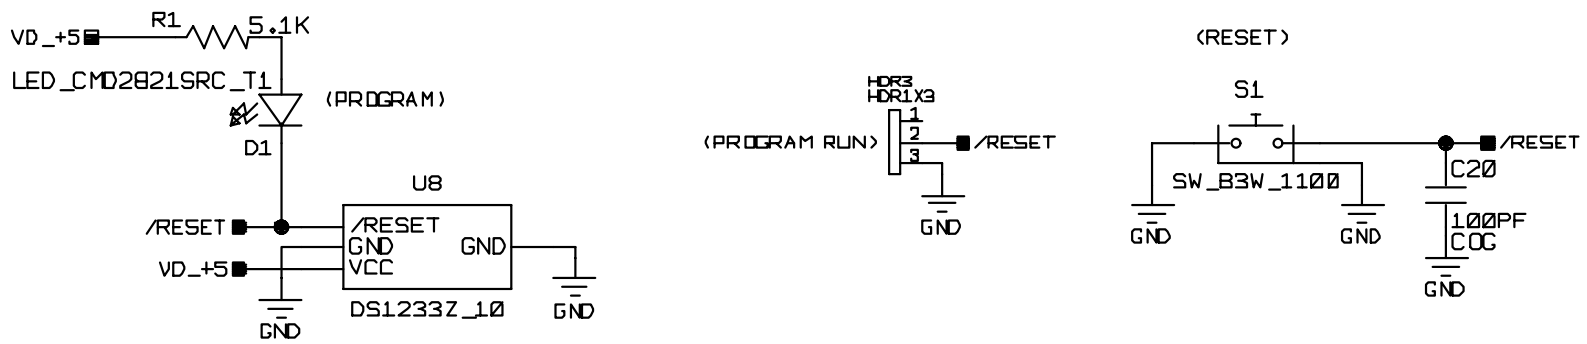 R1
5.1K
VD_+5
LED_CMD2821SRC_T1
(PROGRAM)
D1
U8
/RESET
/RESET
GND
GND
VD_+5
VCC
DS1233Z_10
GND
GND
HDR3
HDR1X3
1
2
3
(PROGRAM RUN)
/RESET
GND
(RESET)
S1
/RESET
SW_B3W_1100
C20
100PF
COG
GND
GND
GND